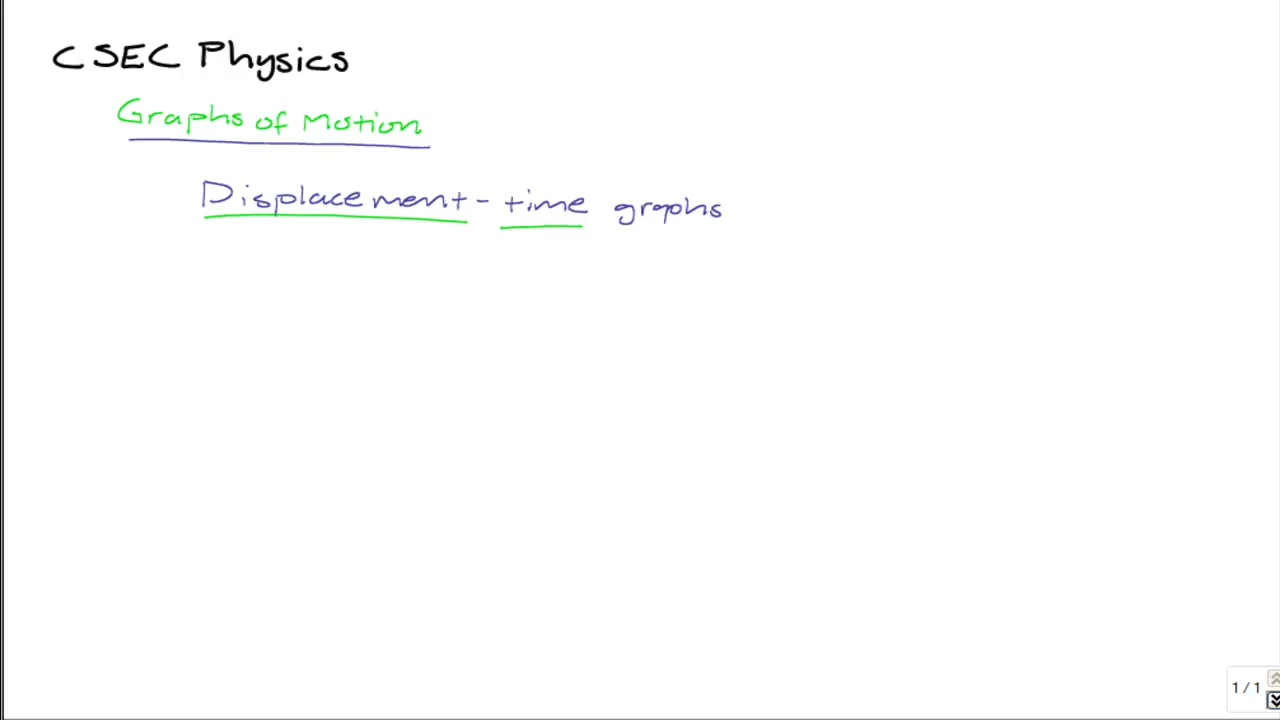 CSEC Physics
Graphs of Motion
Displacement - time graphs
1 / 1